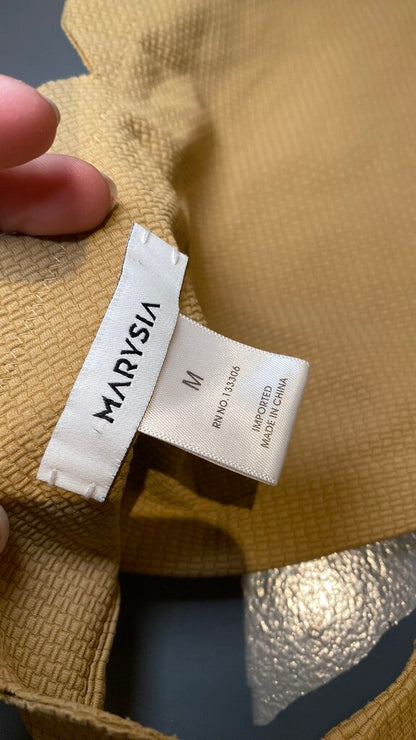 MARYSIA
M
RN NO.133306
IMPORTED
MADE IN CHINA